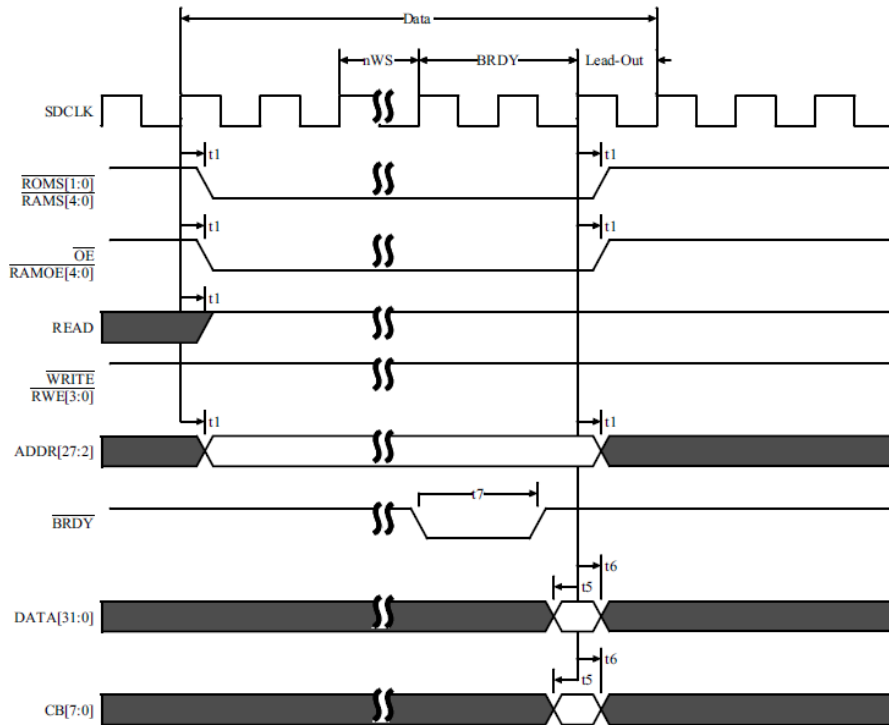 Data
nWS
BRDY
Lead-Out
SDCLK
t1
t1
ROMS[1:0]
RAMS[4:0]
t1
t1
OE
RAMOE[4:0]
t1
READ
WRITE
RWE[3:0]
t1
t1
ADDR[27:2]
t7
BRDY
t6
t5
DATA[31:0]
t6
t5
CB[7:0]